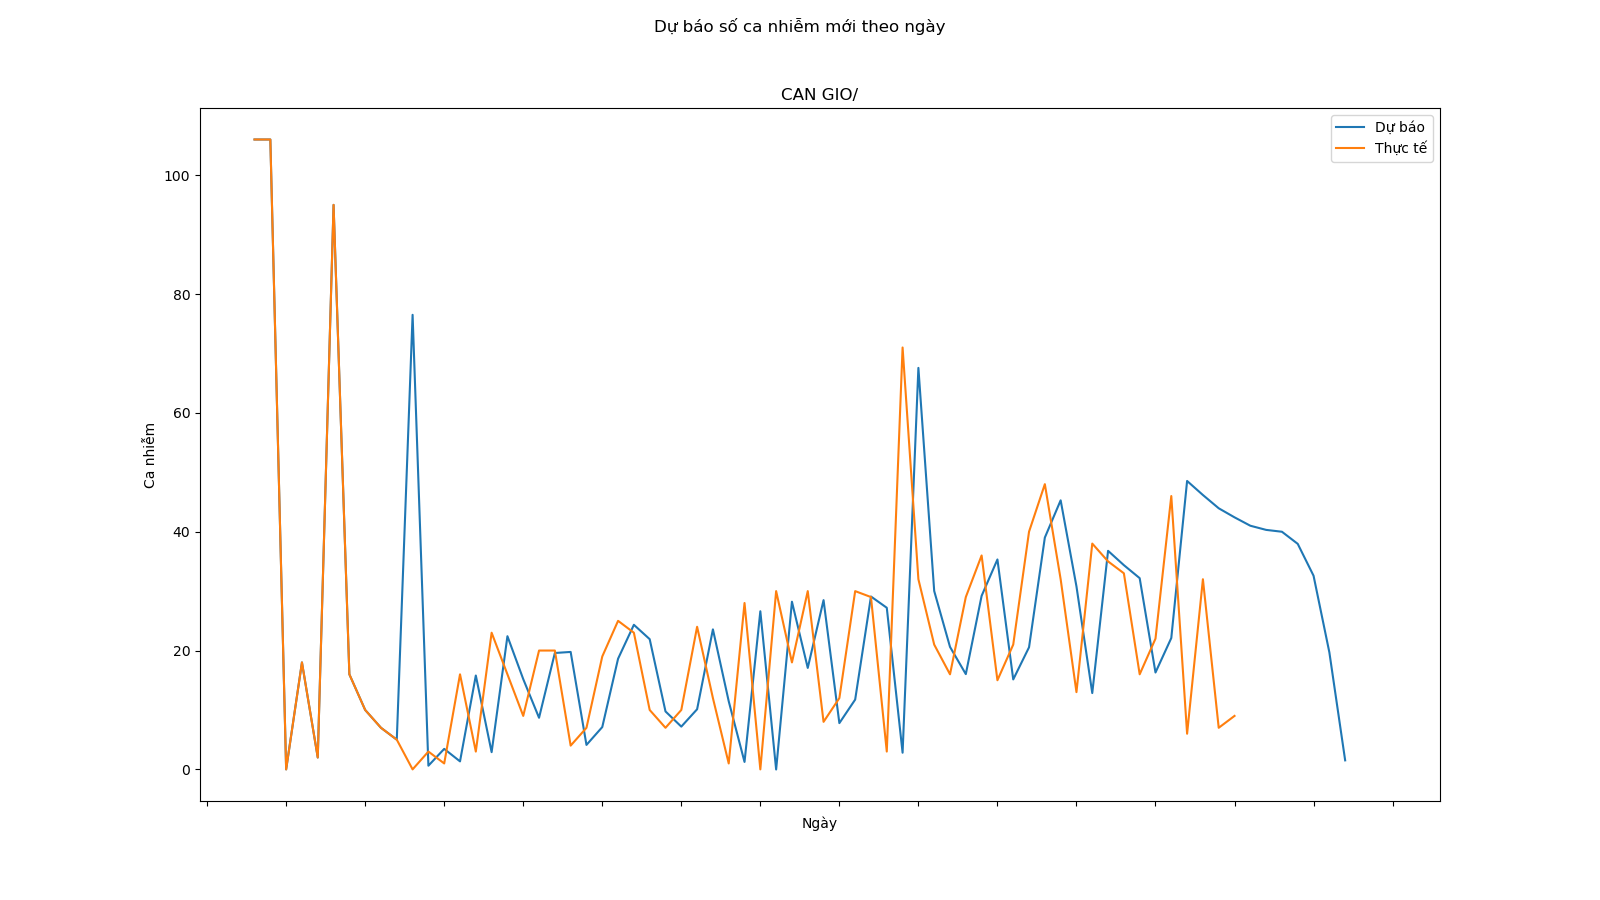 Dự báo số ca nhiễm mới theo ngày
CAN GIO/
Dự báo
Thực tế
100
80
60
40
20
0
Ca nhiễm
Ngày